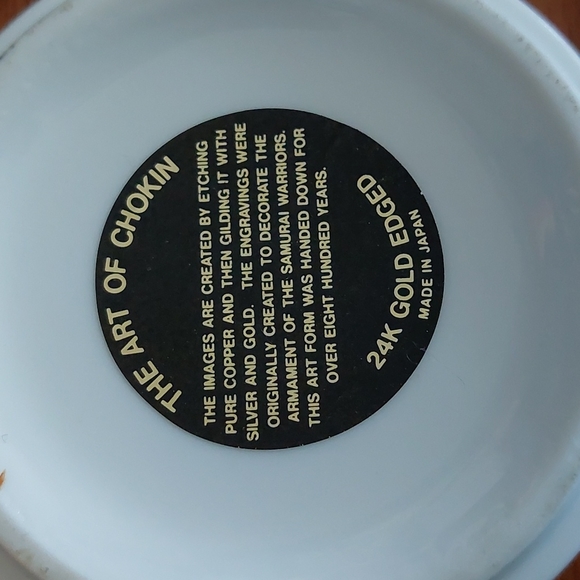 THE ART OF CHOKIN
THE IMAGES ARE CREATED BY ETCHING
PURE COPPER AND THEN GILDING IT WITH
SILVER AND GOLD. THE ENGRAVINGS WERE
ORIGINALLY CREATED TO DECORATE THE
ARMAMENT OF THE SAMURAI WARRIORS.
THIS ART FORM WAS HANDED DOWN FOR
OVER EIGHT HUNDRED YEARS.
24K GOLD EDGED
MADE IN JAPAN